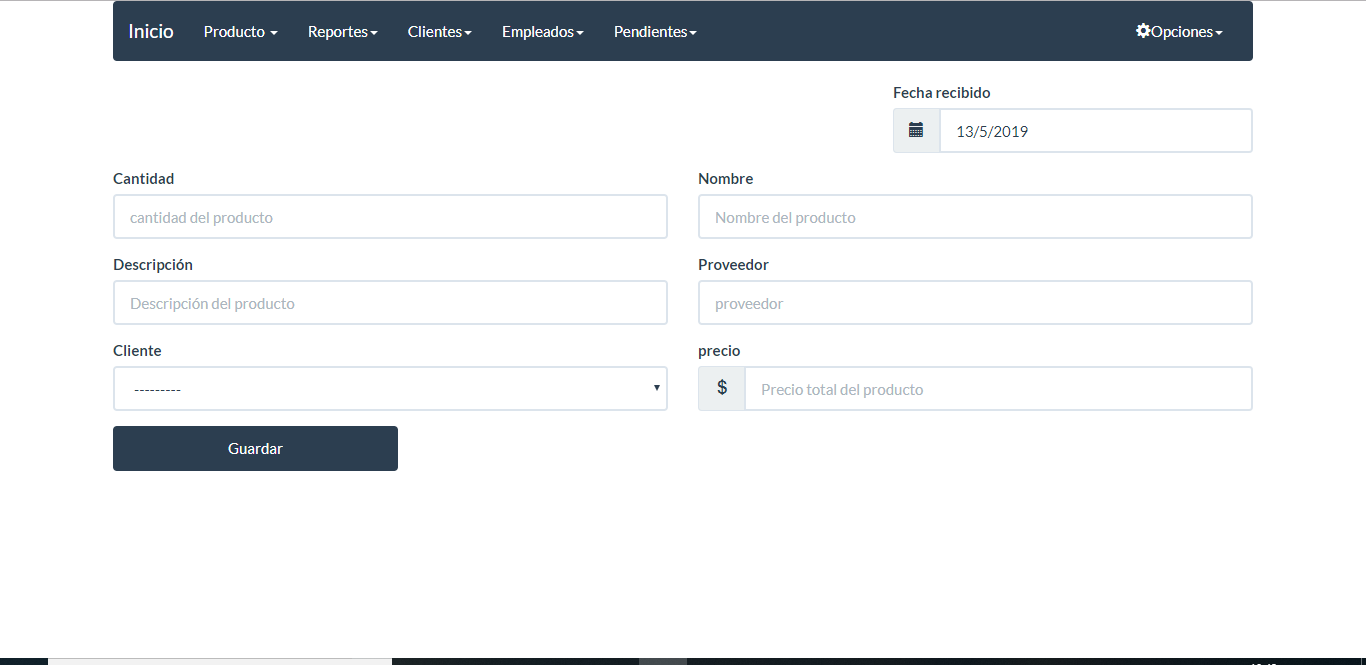 Inicio Producto Reportes Clientes Empleados Pendientes Opciones
Fecha recibido
13/5/2019
Cantidad Nombre
cantidad del producto Nombre del producto
Descripción Proveedor
Descripción del producto proveedor
Cliente precio
--------- $ Precio total del producto
Guardar